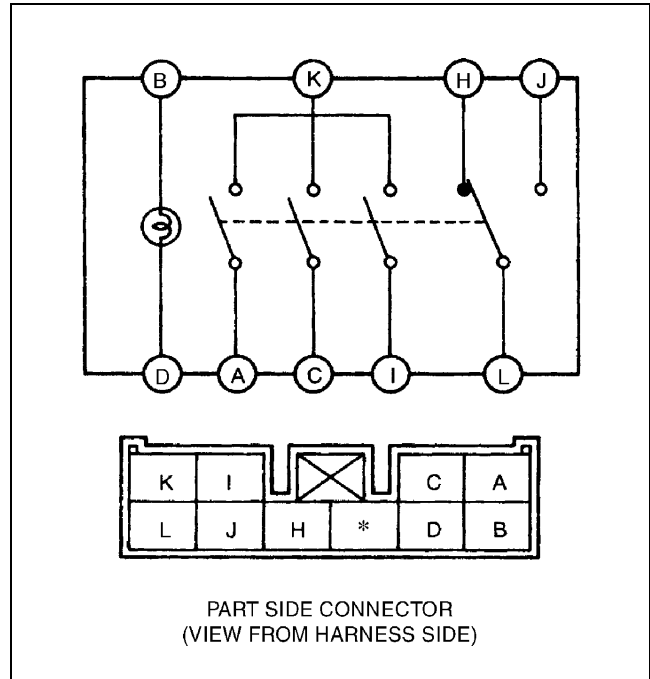 B K H J
D A C I L
K I C A
L J H * D B
PART SIDE CONNECTOR
(VIEW FROM HARNESS SIDE)